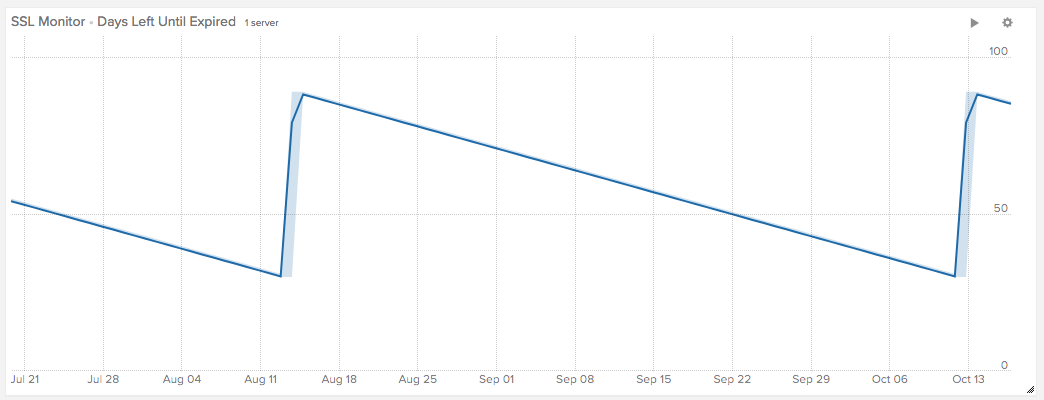 SSL Monitor • Days Left Until Expired 1 server
100
50
0
Jul 21 Jul 28 Aug 04 Aug 11 Aug 18 Aug 25 Sep 01 Sep 08 Sep 15 Sep 22 Sep 29 Oct 06 Oct 13